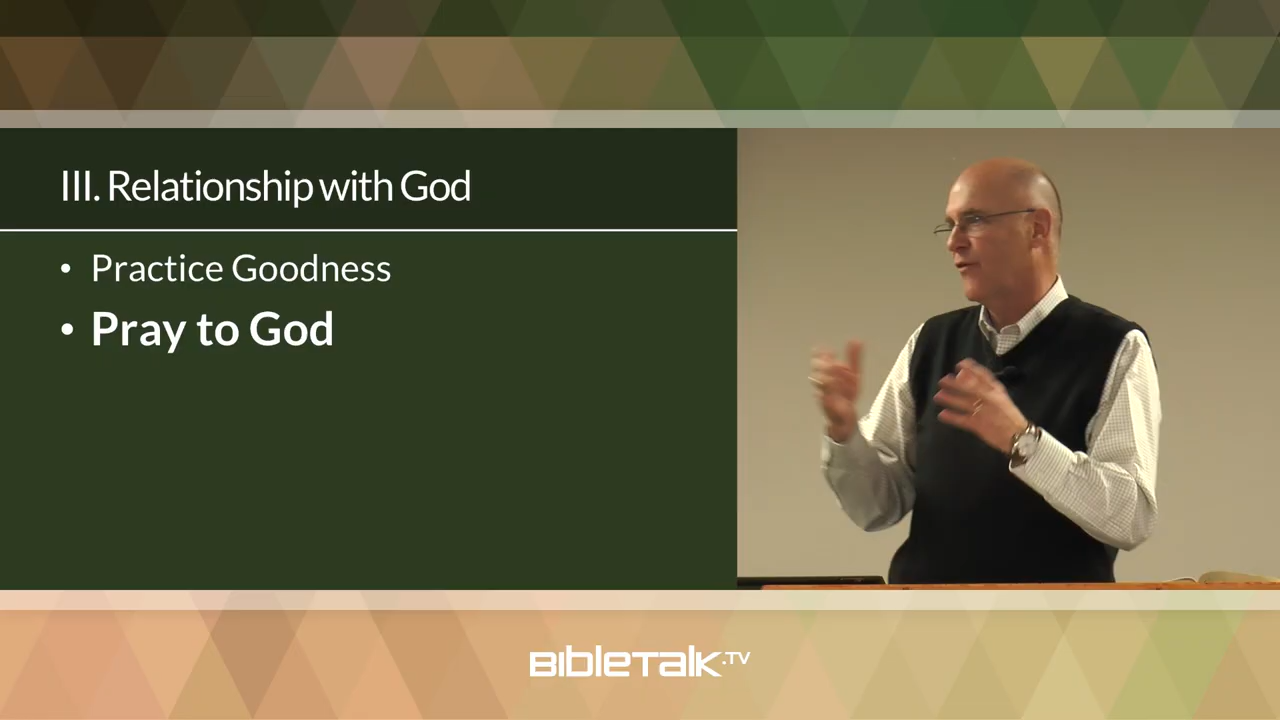 III. Relationship with God
• Practice Goodness
• Pray to God
BibleTalk.TV